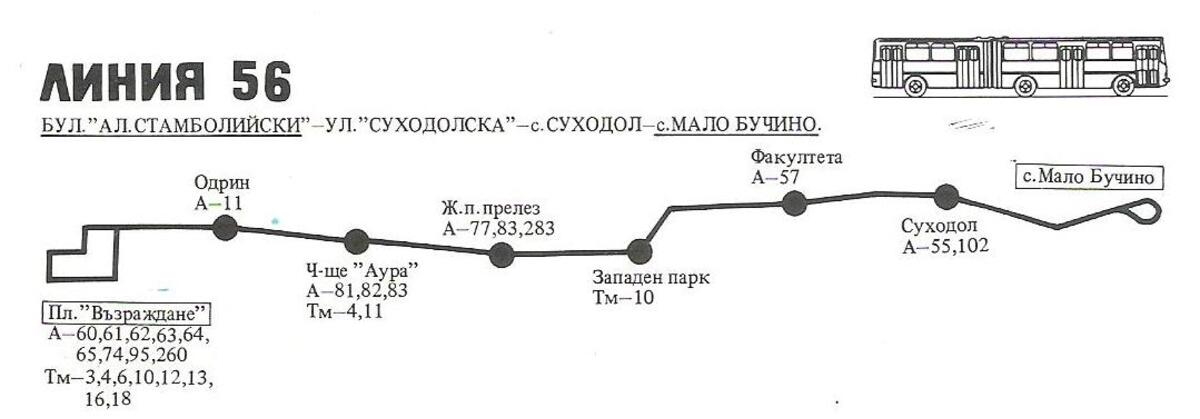 ЛИНИЯ 56
БУЛ."АЛ.СТАМБОЛИЙСКИ"–УЛ."СУХОДОЛСКА"–с.СУХОДОЛ–с.МАЛО БУЧИНО.
Пл."Възраждане"
А–60,61,62,63,64,
65,74,95,260
Тм–3,4,6,10,12,13,
16,18
Одрин
А–11
Ч-ще "Аура"
А–81,82,83
Тм–4,11
Ж.п.прелез
А–77,83,283
Западен парк
Тм–10
Факултета
А–57
Суходол
А–55,102
с.Мало Бучино